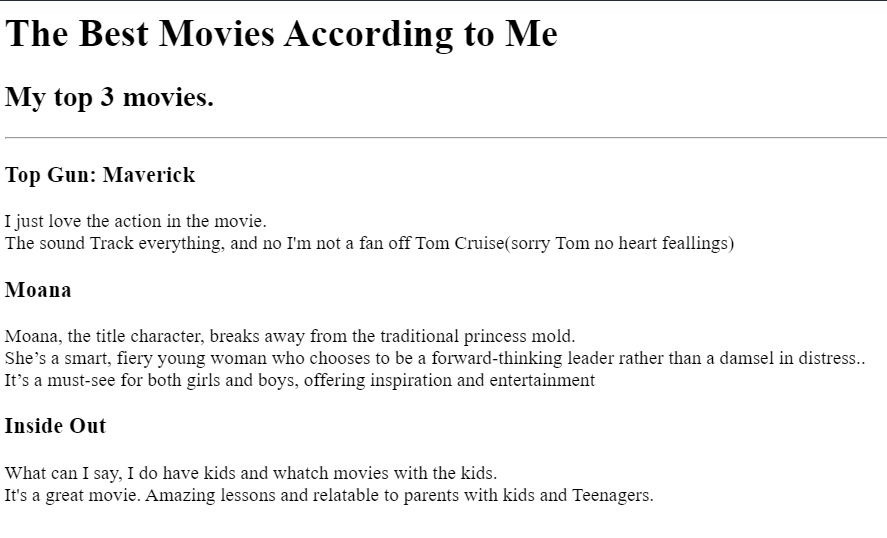 The Best Movies According to Me
My top 3 movies.
Top Gun: Maverick
I just love the action in the movie.
The sound Track everything, and no I'm not a fan off Tom Cruise(sorry Tom no heart feallings)
Moana
Moana, the title character, breaks away from the traditional princess mold.
She’s a smart, fiery young woman who chooses to be a forward-thinking leader rather than a damsel in distress..
It’s a must-see for both girls and boys, offering inspiration and entertainment
Inside Out
What can I say, I do have kids and whatch movies with the kids.
It's a great movie. Amazing lessons and relatable to parents with kids and Teenagers.